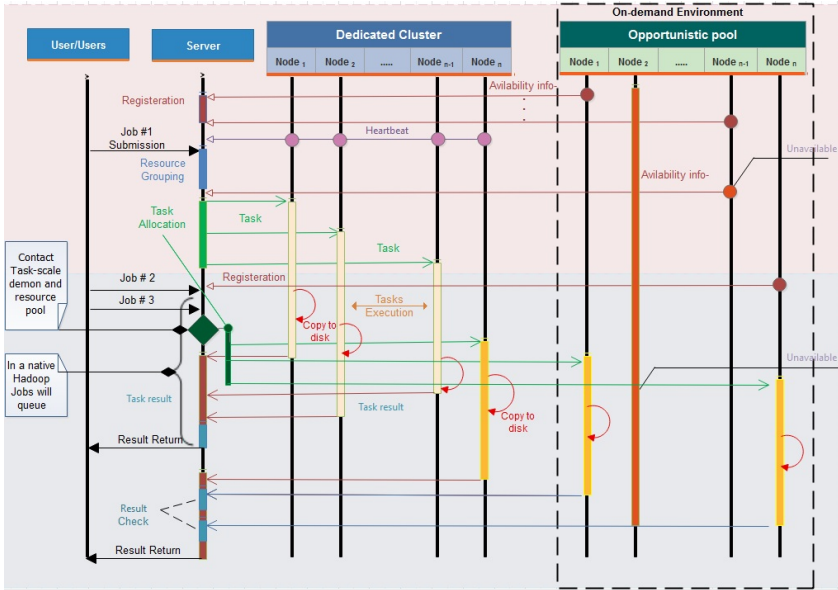 On-demand Environment
User/Users
Server
Dedicated Cluster
Opportunistic pool
Node 1
Node 2
.....
Node n-1
Node n
Node 1
Node 2
.....
Node n-1
Node n
Registeration
Avilability info-
Job #1
Submission
Heartbeat
Unavailable
Resource
Grouping
Avilability info-
Task
Allocation
Task
Task
Contact
Task-scale
demon and
resource
pool
Job # 2
Registeration
Job # 3
Tasks
Execution
Copy to
disk
In a native
Hadoop
Jobs will
queue
Unavailable
Task result
Task result
Copy to
disk
Result Return
Result
Check
Result Return